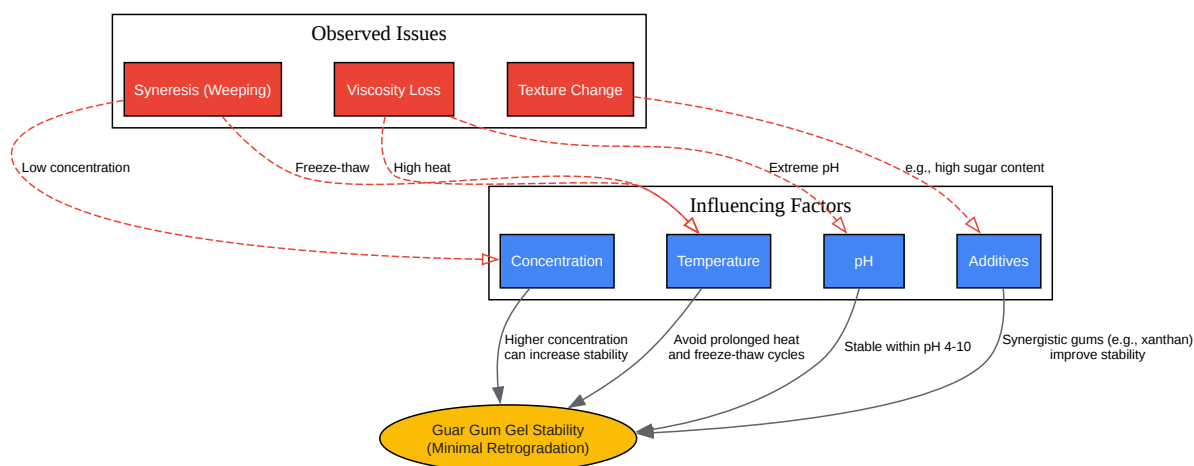 Observed Issues
Syneresis (Weeping)
Viscosity Loss
Texture Change
Low concentration
Freeze-thaw
High heat
Extreme pH
e.g., high sugar content
Influencing Factors
Concentration
Temperature
pH
Additives
Higher concentration
can increase stability
Avoid prolonged heat
and freeze-thaw cycles
Stable within pH 4-10
Synergistic gums (e.g., xanthan)
improve stability
Guar Gum Gel Stability
(Minimal Retrogradation)